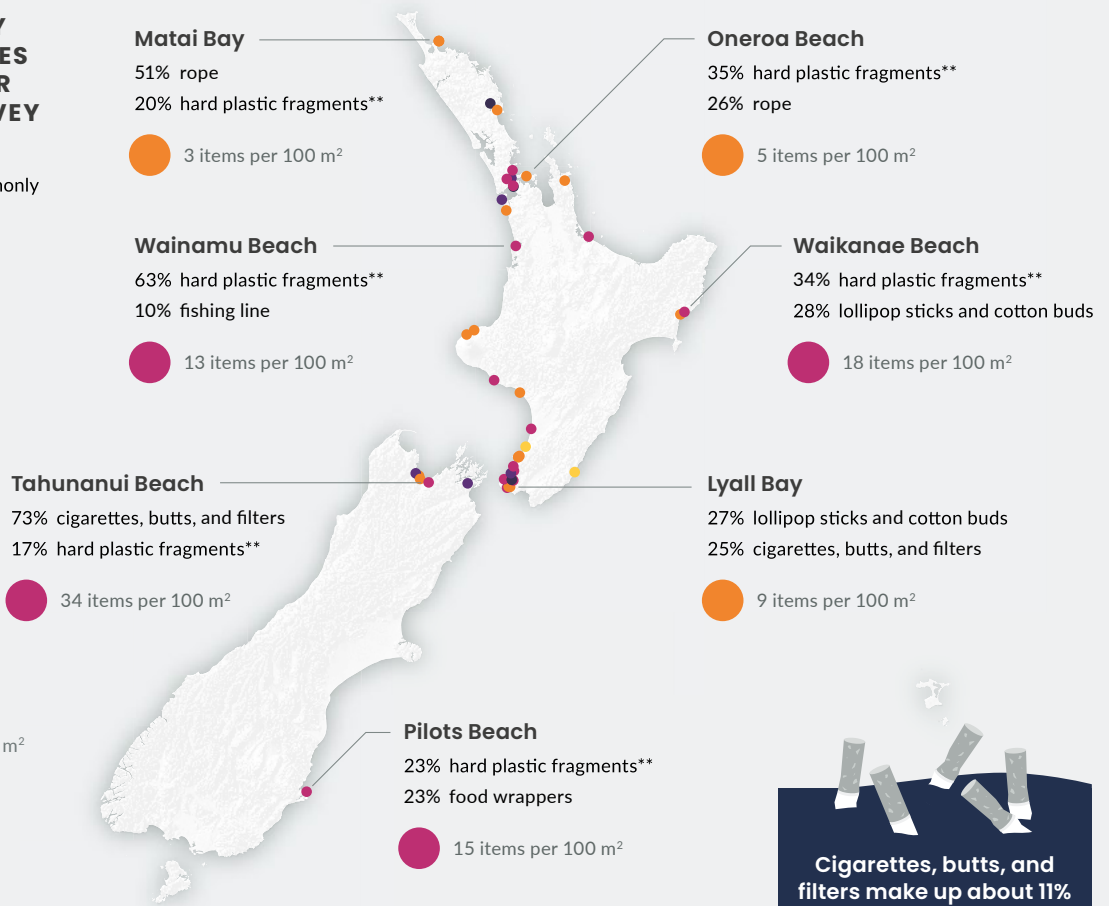 Y
ES
R
VEY
nonly
m²
Matai Bay
51% rope
20% hard plastic fragments**
3 items per 100 m²
Oneroa Beach
35% hard plastic fragments**
26% rope
5 items per 100 m²
Wainamu Beach
63% hard plastic fragments**
10% fishing line
13 items per 100 m²
Waikanae Beach
34% hard plastic fragments**
28% lollipop sticks and cotton buds
18 items per 100 m²
Tahunanui Beach
73% cigarettes, butts, and filters
17% hard plastic fragments**
34 items per 100 m²
Lyall Bay
27% lollipop sticks and cotton buds
25% cigarettes, butts, and filters
9 items per 100 m²
Pilots Beach
23% hard plastic fragments**
23% food wrappers
15 items per 100 m²
Cigarettes, butts, and
filters make up about 11%